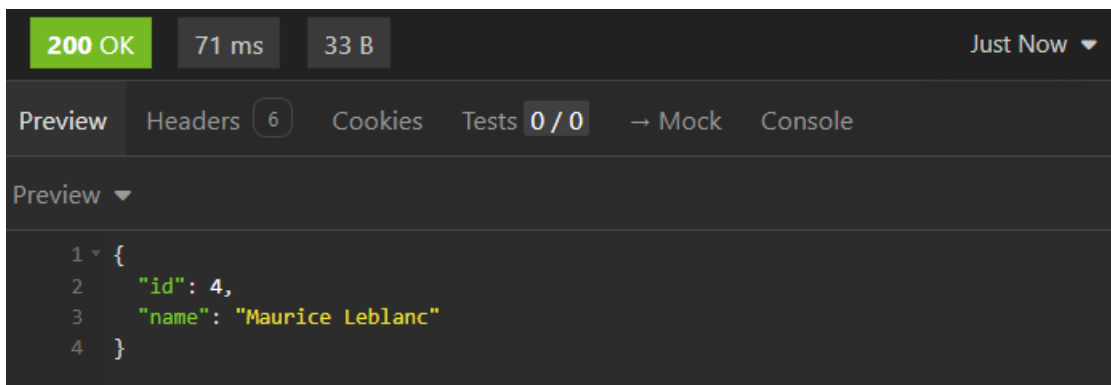 200 OK 71 ms 33 B Just Now
Preview Headers 6 Cookies Tests 0 / 0 → Mock Console
Preview
1 {
2 "id": 4,
3 "name": "Maurice Leblanc"
4 }